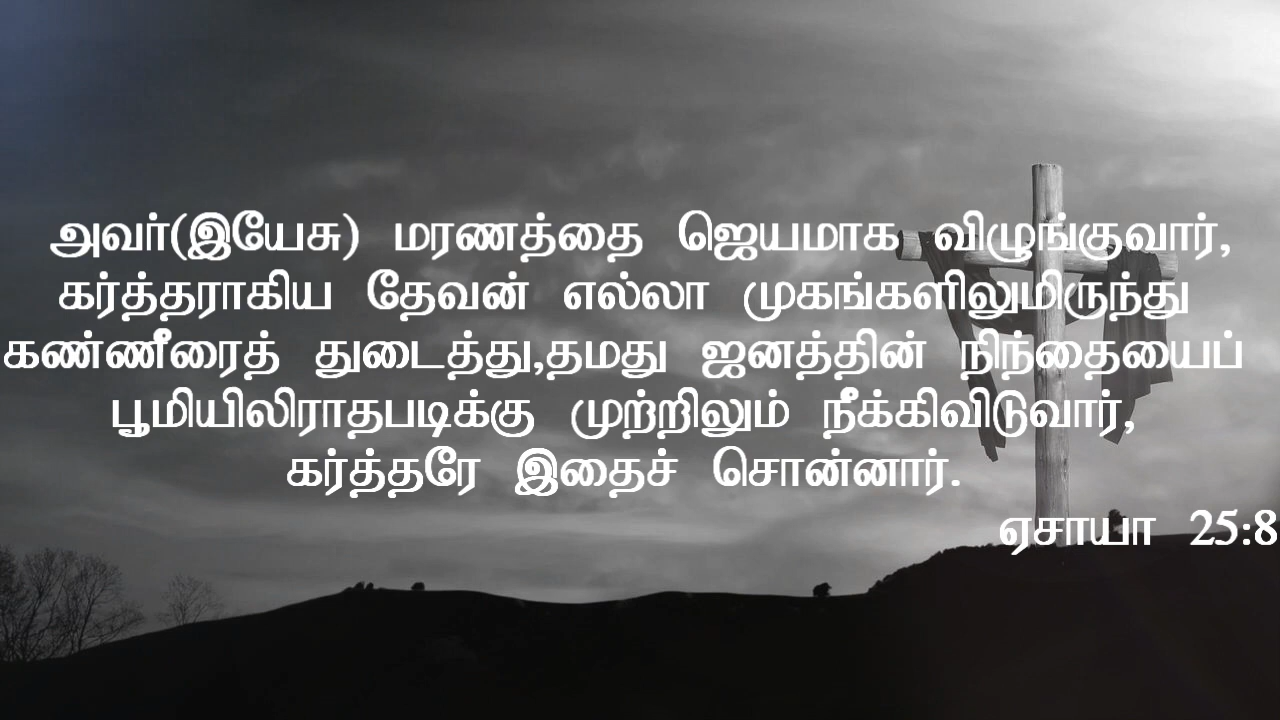 அவர்(இயேசு) மரணத்தை ஜெயமாக விழுங்குவார்,
கர்த்தராகிய தேவன் எல்லா முகங்களிலுமிருந்து
கண்ணீரைத் துடைத்து,தமது ஜனத்தின் நிந்தையைப்
பூமியிலிராதபடிக்கு முற்றிலும் நீக்கிவிடுவார்,
கர்த்தரே இதைச் சொன்னார்.
ஏசாயா 25:8